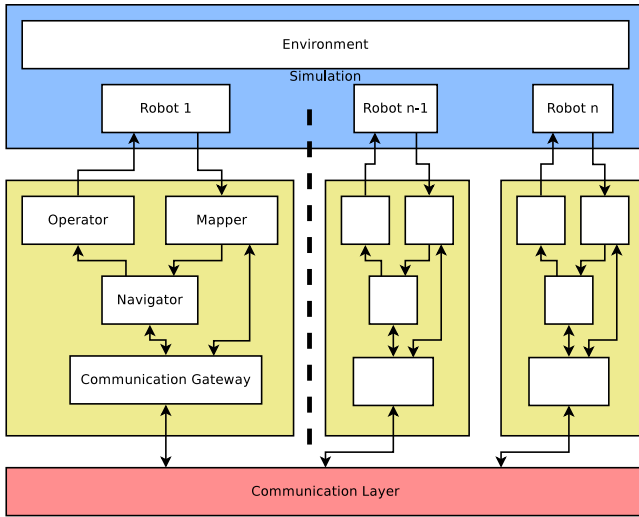 Environment
Simulation
Robot 1
Robot n-1
Robot n
Operator
Mapper
Navigator
Communication Gateway
Communication Layer